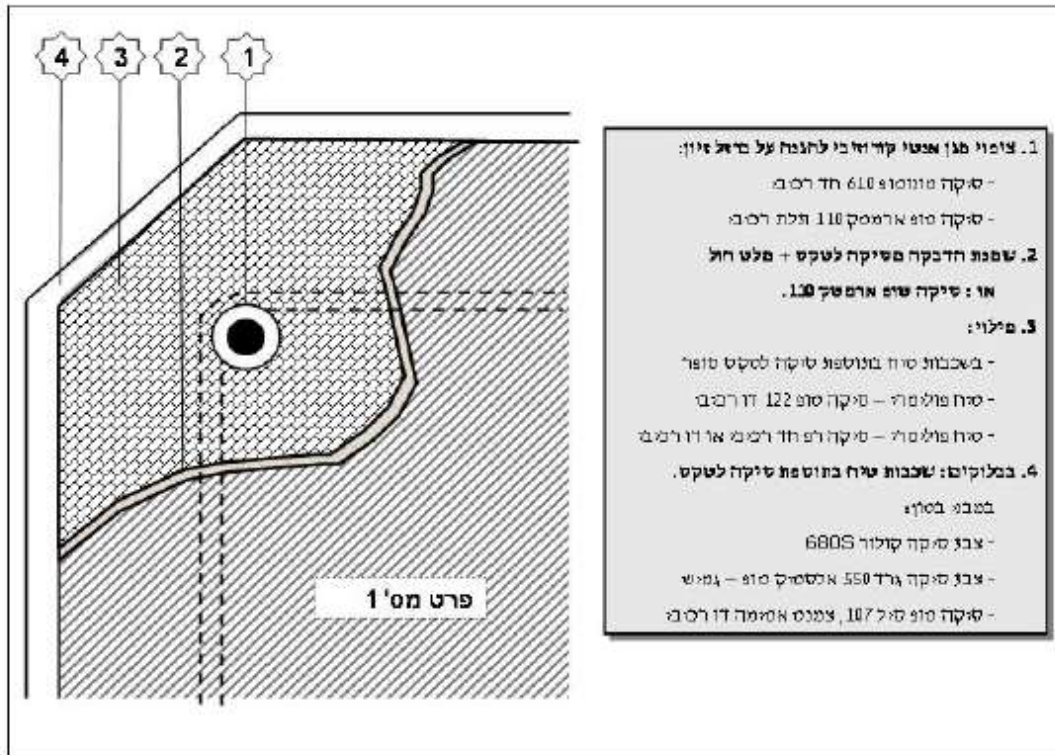 4 3 2 1
1. ציפוי מגן אנטי קורוזיבי להגנה על ברזל זיון:
- סיקה מונוטופ 610 חד רכיבי
- סיקה טופ ארמטק 110 תלת רכיבי
2. שכבת הדבקה מסיקה לטקס + מלט חול
או : סיקה טופ ארמטק 110.
3. מילוי:
- בשכבות טיח בתוספת סיקה לטקס סופר
- טיח פולימרי – סיקה טופ 122 דו רכיבי
- טיח פולימרי – סיקה רפ חד רכיבי או דו רכיבי
4. בבלוקים: שכבות טיח בתוספת סיקה לטקס.
במבני בטון:
- צבע סיקה קולור 680S
- צבע סיקה גרד 550 אלסטיק טופ – גמיש
- סיקה טופ סיל 107, צמנט אטימה דו רכיבי
פרט מס' 1